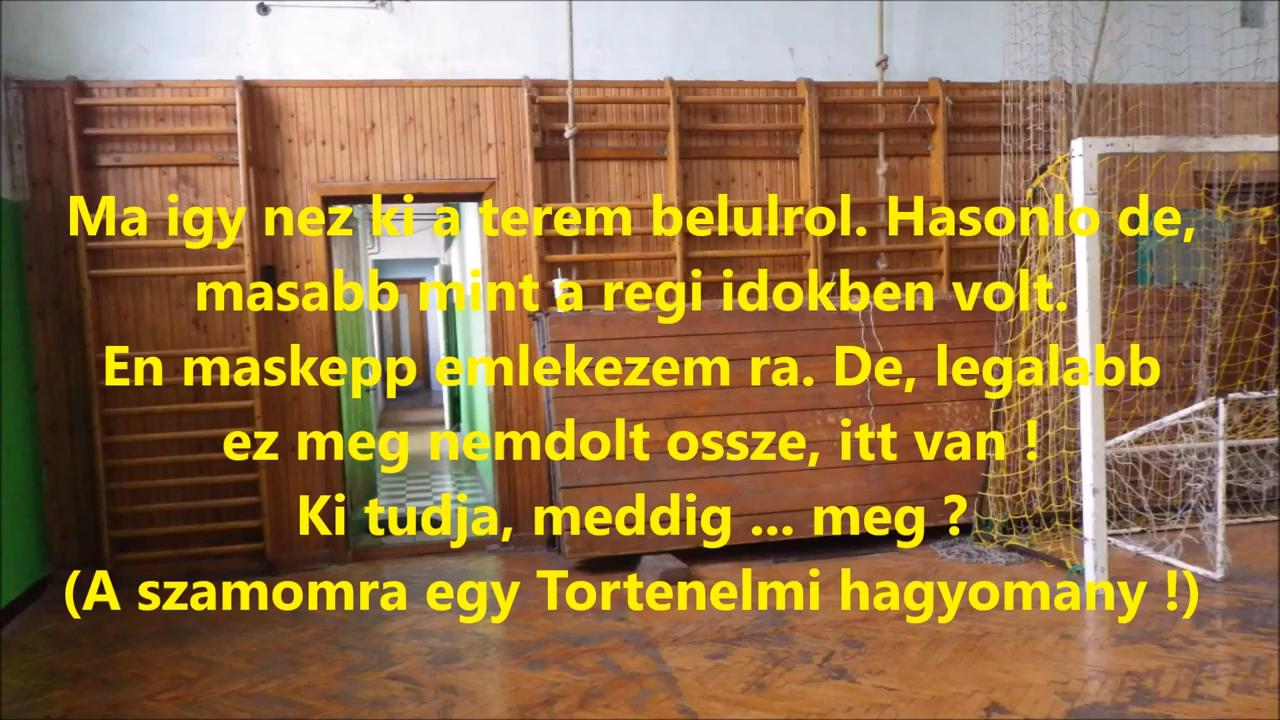 Ma igy nez ki a terem belulrol. Hasonlo de,
masabb mint a regi idokben volt.
En maskepp emlekezem ra. De, legalabb
ez meg nemdolt ossze, itt van !
Ki tudja, meddig ... meg ?
(A szamomra egy Tortenelmi hagyomany !)